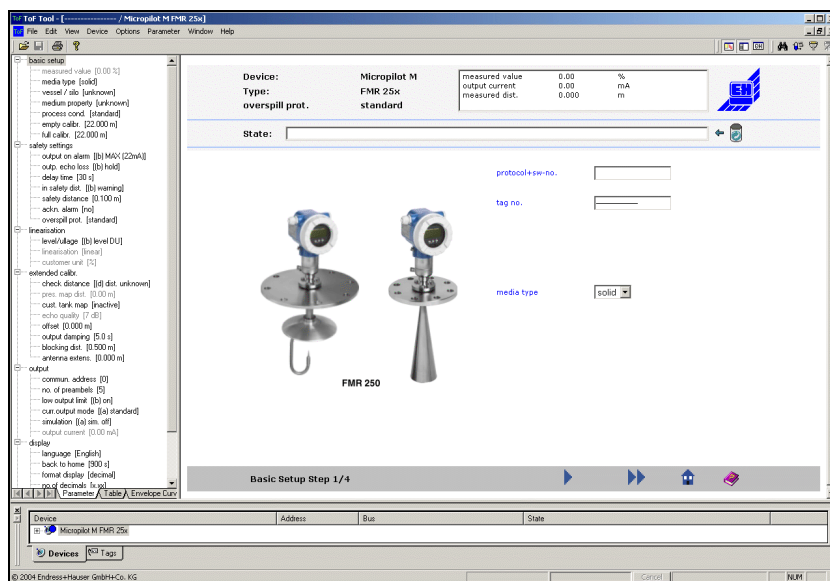 ToF Tool - [---------------- / Micropilot M FMR 25x]
File Edit View Device Options Parameter Window Help
basic setup
measured value [0.00 %]
media type [solid]
vessel / silo [unknown]
medium property [unknown]
process cond. [standard]
empty calibr. [22.000 m]
full calibr. [22.000 m]
safety settings
output on alarm [(b) MAX (22mA)]
outp. echo loss [(b) hold]
delay time [30 s]
in safety dist. [(b) warning]
safety distance [0.100 m]
ackn. alarm [no]
overspill prot. [standard]
linearisation
level/ullage [(b) level DU]
linearisation [linear]
customer unit [%]
extended calibr.
check distance [(d) dist. unknown]
pres. map dist. [0.00 m]
cust. tank map [inactive]
echo quality [7 dB]
offset [0.000 m]
output damping [5.0 s]
blocking dist. [0.500 m]
antenna extens. [0.000 m]
output
commun. address [0]
no. of preambels [5]
low output limit [(b) on]
curr.output mode [(a) standard]
simulation [(a) sim. off]
output current [0.00 mA]
display
language [English]
back to home [900 s]
format display [decimal]
no.of decimals [x.xx]
Parameter Table Envelope Curv
Device: Micropilot M
Type: FMR 25x
overspill prot. standard
measured value 0.00 %
output current 0.00 mA
measured dist. 0.000 m
EH
State:
protocol+sw-no.
tag no.
media type solid
FMR 250
Basic Setup Step 1/4
Device Address Bus State
Micropilot M FMR 25x
Devices Tags
© 2004 Endress+Hauser GmbH+Co. KG
Cancel
NUM